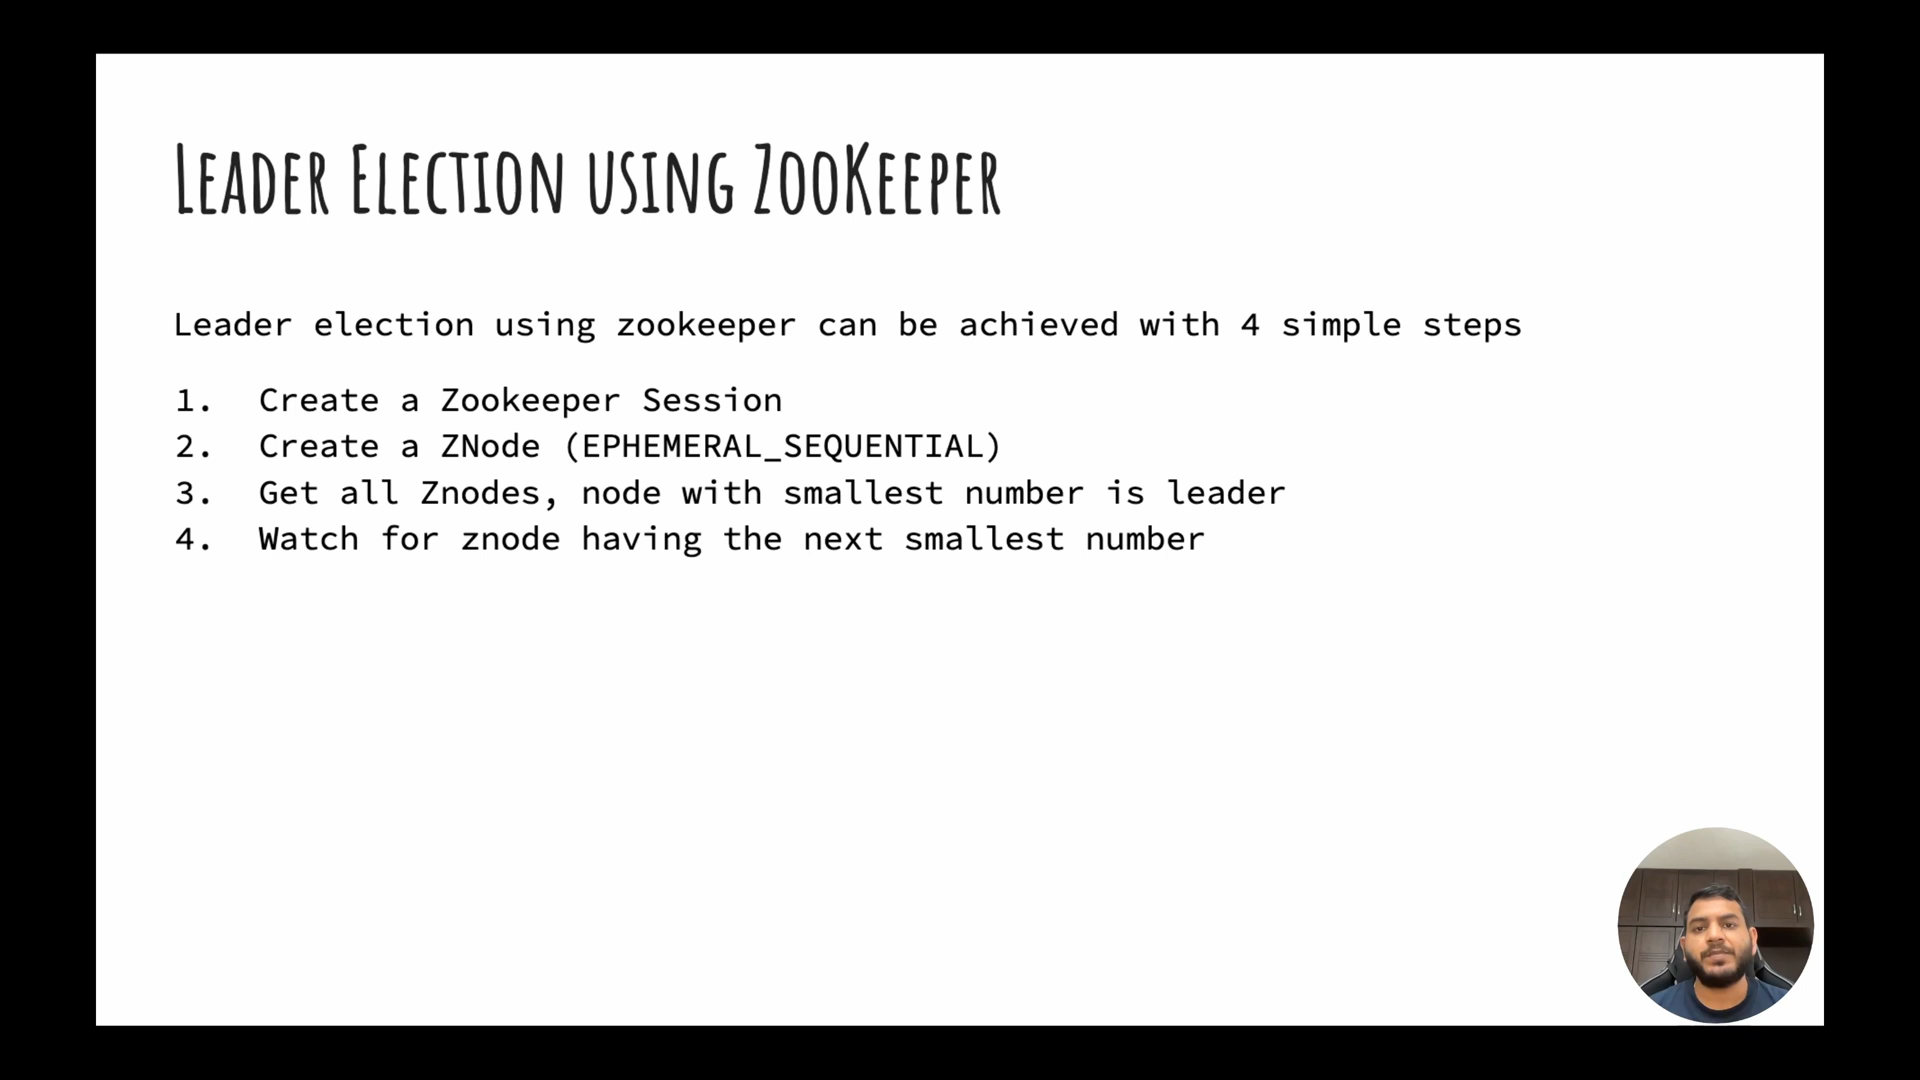 Leader Election using ZooKeeper
Leader election using zookeeper can be achieved with 4 simple steps
1. Create a Zookeeper Session
2. Create a ZNode (EPHEMERAL_SEQUENTIAL)
3. Get all Znodes, node with smallest number is leader
4. Watch for znode having the next smallest number